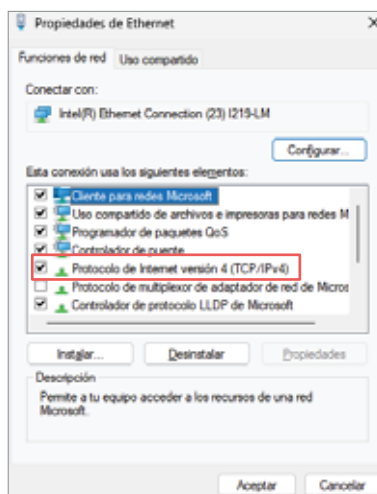 Propiedades de Ethernet
Funciones de red
Uso compartido
Conectar con:
Intel(R) Ethernet Connection (23) I219-LM
Configurar...
Esta conexión usa los siguientes elementos:
Cliente para redes Microsoft
Uso compartido de archivos e impresoras para redes M
Programador de paquetes QoS
Controlador de puente
Protocolo de Internet versión 4 (TCP/IPv4)
Protocolo de multiplexor de adaptador de red de Micros
Controlador de protocolo LLDP de Microsoft
Instalar...
Desinstalar
Propiedades
Descripción
Permite a tu equipo acceder a los recursos de una red
Microsoft.
Aceptar
Cancelar